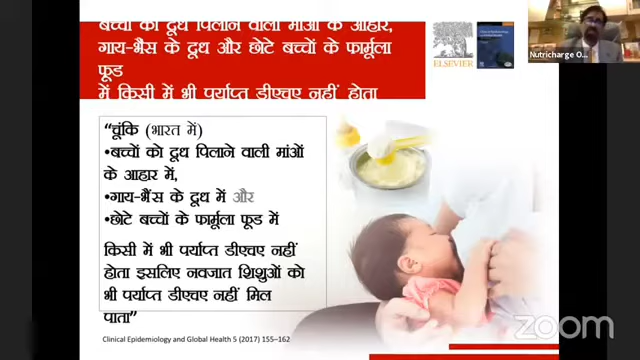 बच्चों को दूध पिलाने वाली मांओं के आहार,
गाय-भैंस के दूध और छोटे बच्चों के फार्मूला
फूड
में किसी में भी पर्याप्त डीएचए नहीं होता
ELSEVIER
Nutricharge O...
“चूंकि (भारत में)
•बच्चों को दूध पिलाने वाली मांओं
के आहार में,
•गाय-भैंस के दूध में और
•छोटे बच्चों के फार्मूला फूड में
किसी में भी पर्याप्त डीएचए नहीं
होता इसलिए नवजात शिशुओं को
भी पर्याप्त डीएचए नहीं मिल
पाता”
Clinical Epidemiology and Global Health 5 (2017) 155–162
zoom